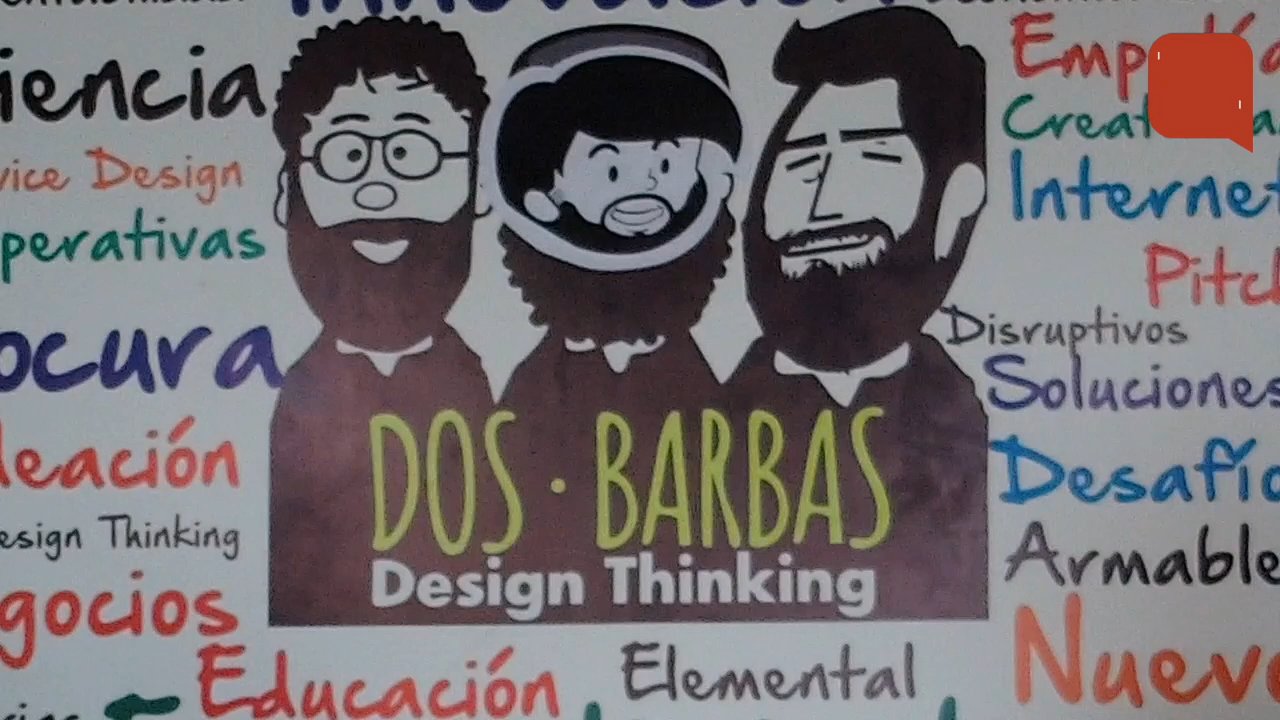 iencia
vice Design
perativas
ocura
deación
esign Thinking
gocios
Educación
DOS · BARBAS
Design Thinking
Elemental
Creat
Internet
Pitch
Disruptivos
Soluciones
Desafío
Armable
Nuevo